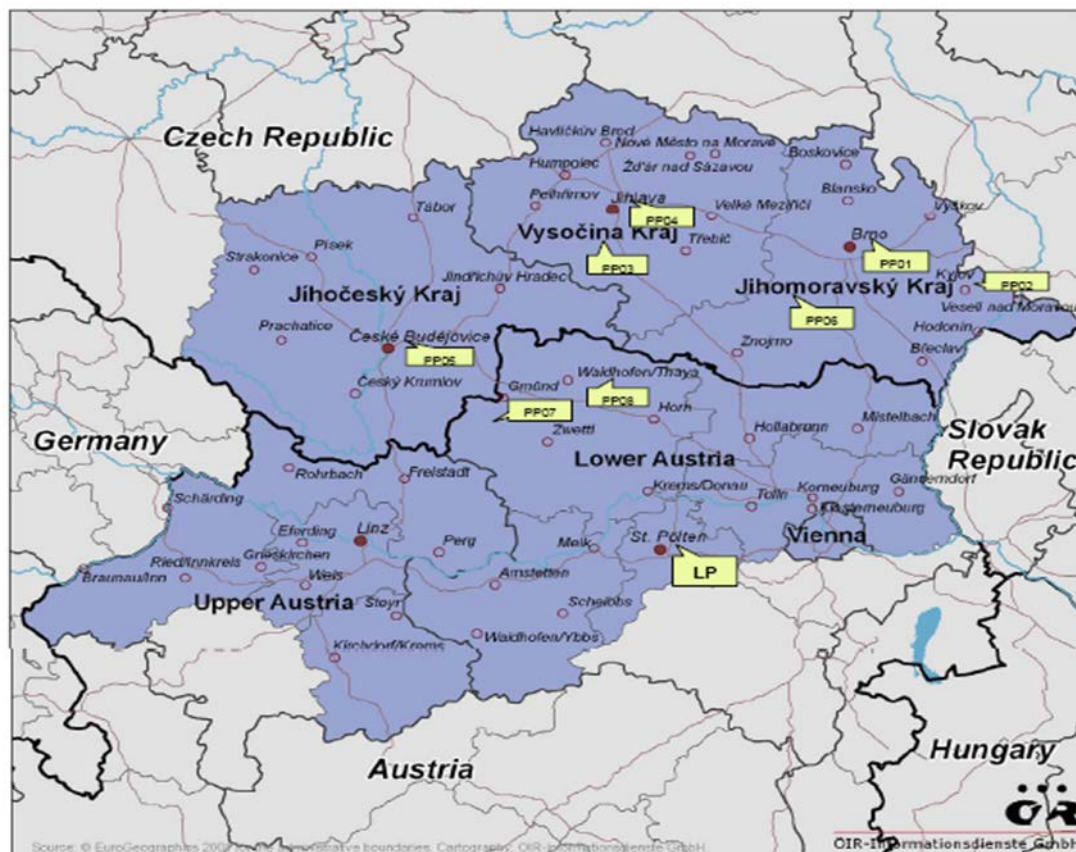 Czech Republic
Havlíčkův Brod
Nové Město na Moravě
Boskovice
Žďár nad Sázavou
Humpolec
Blansko
Pelhřimov
Jihlava
Velké Meziříčí
Vyškov
Tábor
PP04
Vysočina Kraj
Brno
Písek
Třebíč
Strakonice
PP03
PP01
Jindřichův Hradec
Kyjov
PP02
Jihočeský Kraj
Jihomoravský Kraj
Veselí nad Moravou
PP06
Prachatice
Hodonín
České Budějovice
Znojmo
PP05
Břeclav
Český Krumlov
Gmünd
Waidhofen/Thaya
PP08
PP07
Horn
Mistelbach
Germany
Zwettl
Hollabrunn
Slovak
Republic
Lower Austria
Rohrbach
Freistadt
Krems/Donau
Korneuburg
Gänserndorf
Schärding
Tulln
Klosterneuburg
Eferding
Linz
Vienna
Perg
Melk
St. Pölten
Grieskirchen
Ried/Innkreis
LP
Braunau/Inn
Wels
Amstetten
Upper Austria
Steyr
Scheibbs
Waidhofen/Ybbs
Kirchdorf/Krems
Austria
Hungary
ÖIR
ÖIR-Informationsdienste GmbH